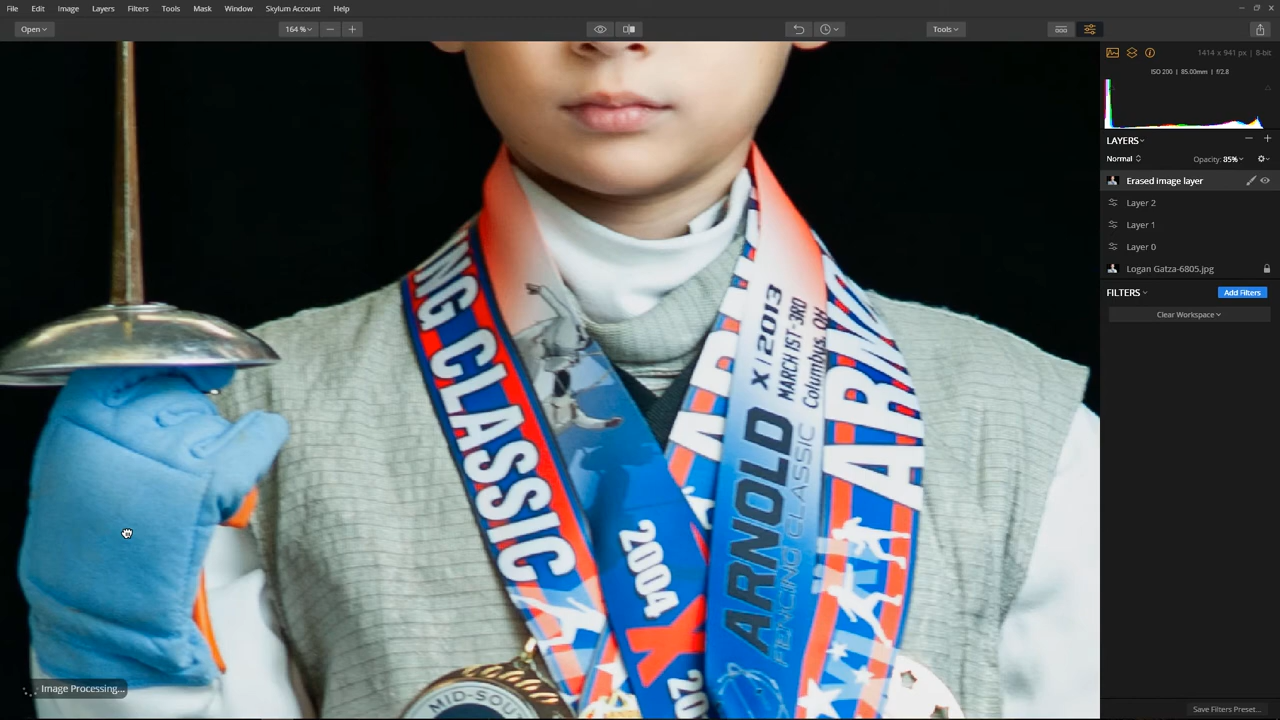 File Edit Image Layers Filters Tools Mask Window Skylum Account Help
Open 164 % Tools
1414 x 941 px | 8-bit
ISO 200 | 85.00mm | f/2.8
LAYERS
Normal Opacity: 85%
Erased image layer
Layer 2
Layer 1
Layer 0
Logan Gatza-6805.jpg
FILTERS Add Filters
Clear Workspace
NG CLASSIC
2004
X
X | 2013
MARCH 1ST-3RD
Columbus, OH
ARNOLD
FENCING CLASSIC
ARN
MID-SOU
Image Processing...
Save Filters Preset...